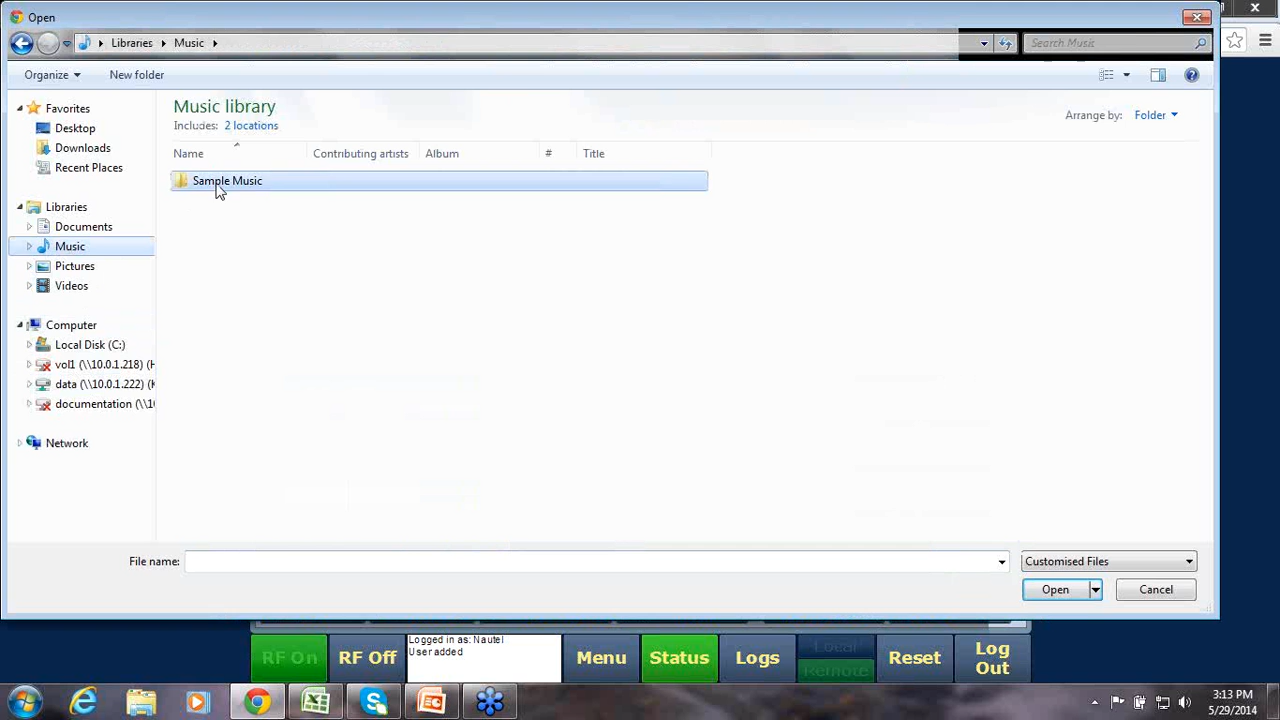 Open
Libraries Music
Search Music
Organize New folder
Music library
Includes: 2 locations
Arrange by: Folder
Name Contributing artists Album # Title
Sample Music
Favorites
Desktop
Downloads
Recent Places
Libraries
Documents
Music
Pictures
Videos
Computer
Local Disk (C:)
vol1 (\\10.0.1.218) (H
data (\\10.0.1.222) (K
documentation (\\10
Network
File name: Customised Files
Open Cancel
RF On RF Off
Logged in as: Nautel
User added
Menu Status Logs
Local
Remote
Reset
Log
Out
3:13 PM
5/29/2014